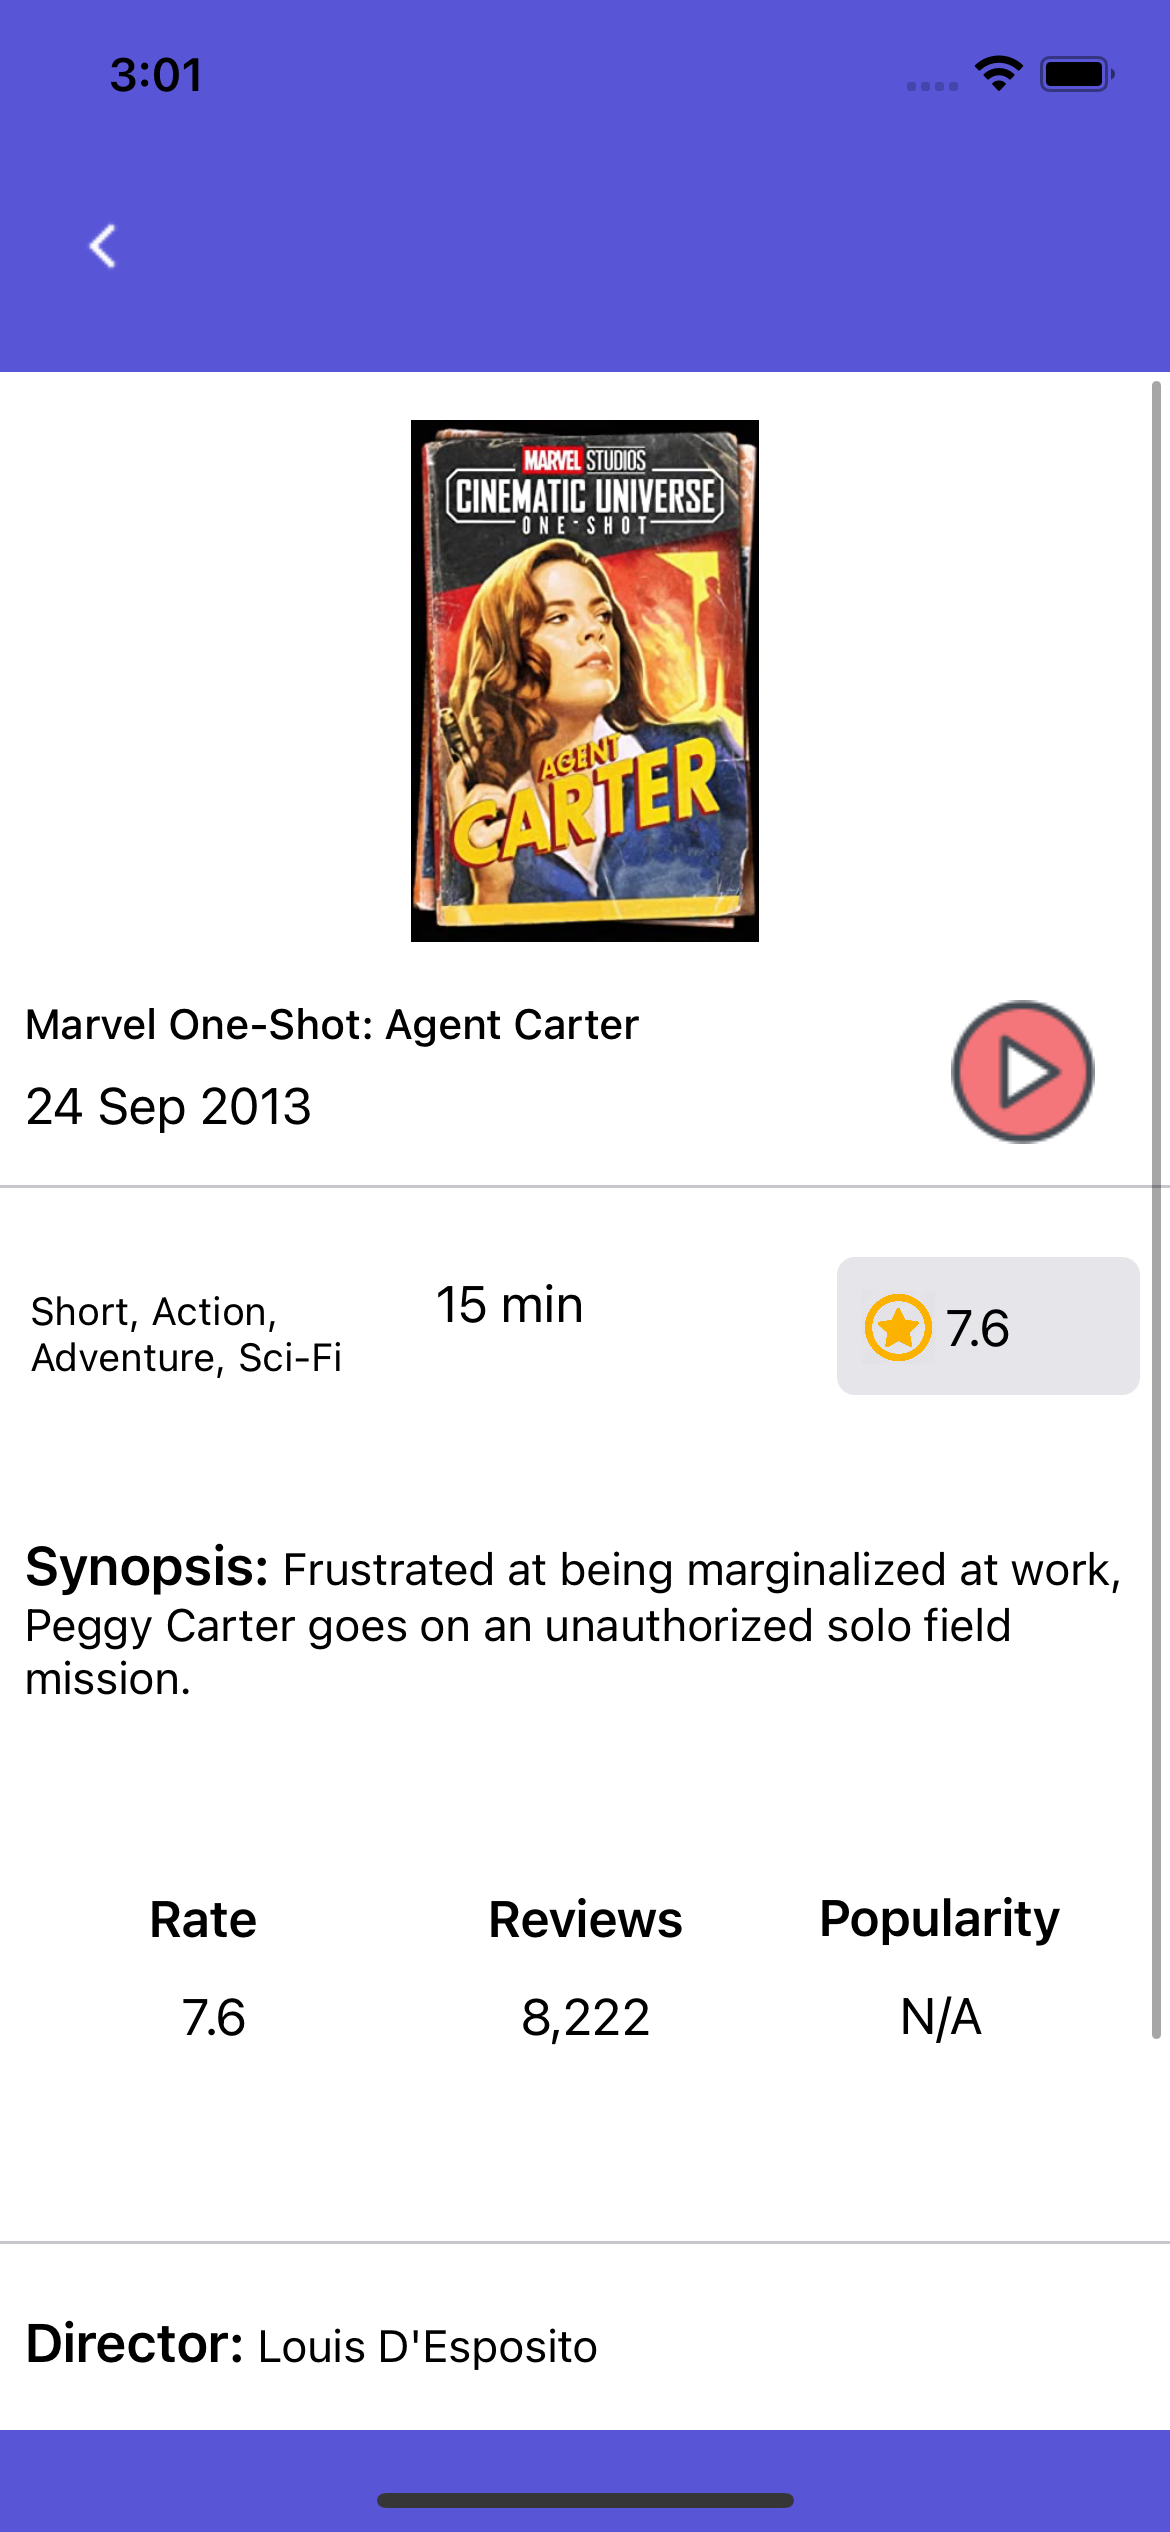 3:01
MARVEL STUDIOS
CINEMATIC UNIVERSE
ONE-SHOT
AGENT
CARTER
Marvel One-Shot: Agent Carter
24 Sep 2013
Short, Action,
Adventure, Sci-Fi
15 min
7.6
Synopsis: Frustrated at being marginalized at work,
Peggy Carter goes on an unauthorized solo field
mission.
Rate Reviews Popularity
7.6 8,222 N/A
Director: Louis D'Esposito